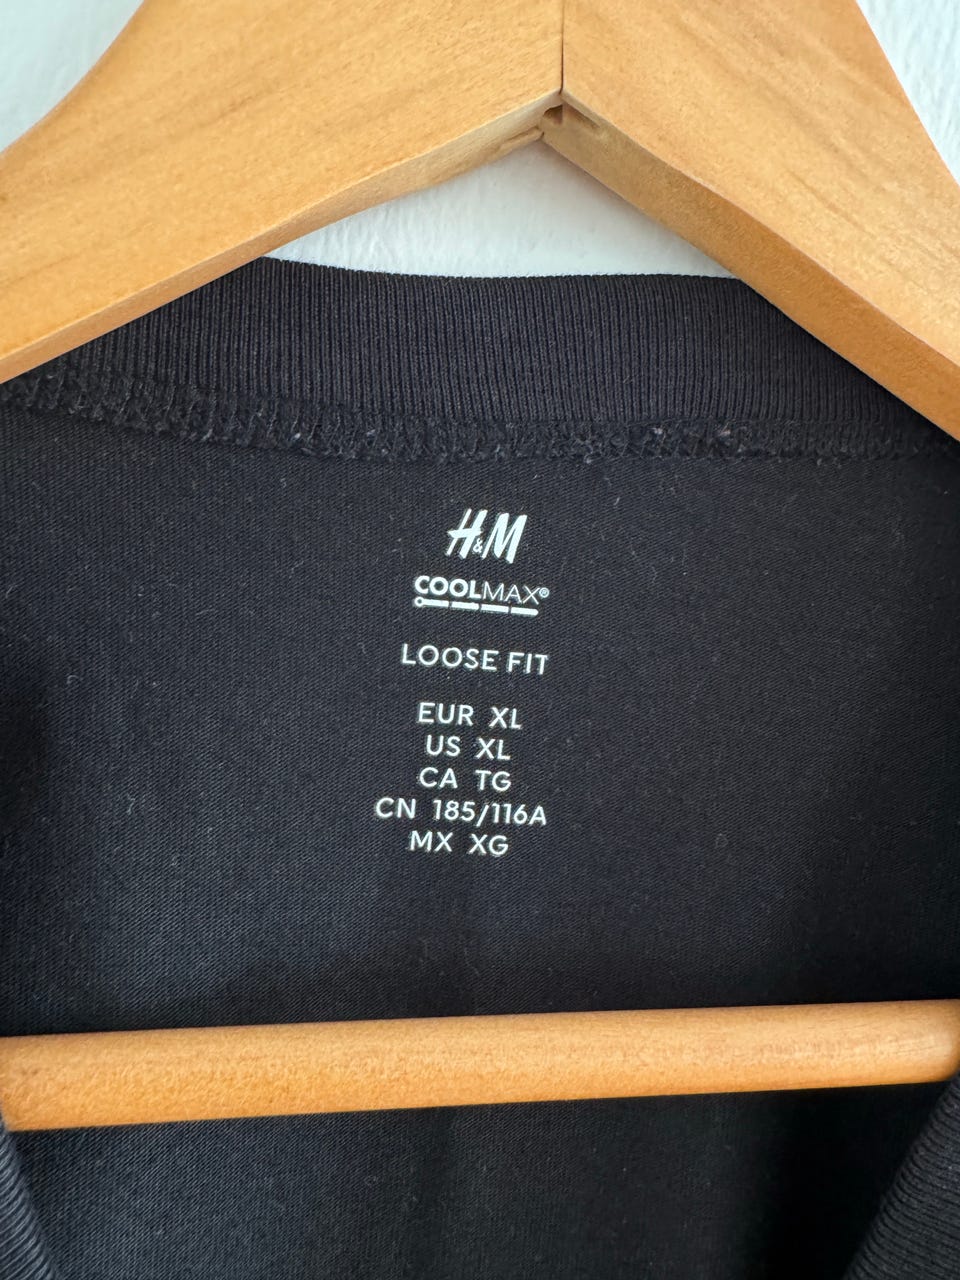 H&M
COOLMAX®
LOOSE FIT
EUR XL
US XL
CA TG
CN 185/116A
MX XG